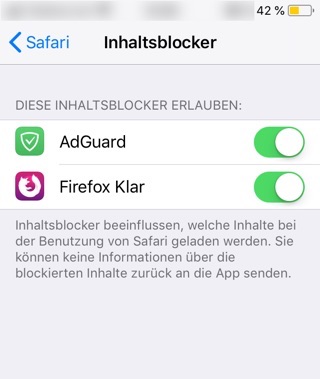 42 %
Safari
Inhaltsblocker
DIESE INHALTSBLOCKER ERLAUBEN:
AdGuard
Firefox Klar
Inhaltsblocker beeinflussen, welche Inhalte bei
der Benutzung von Safari geladen werden. Sie
können keine Informationen über die
blockierten Inhalte zurück an die App senden.